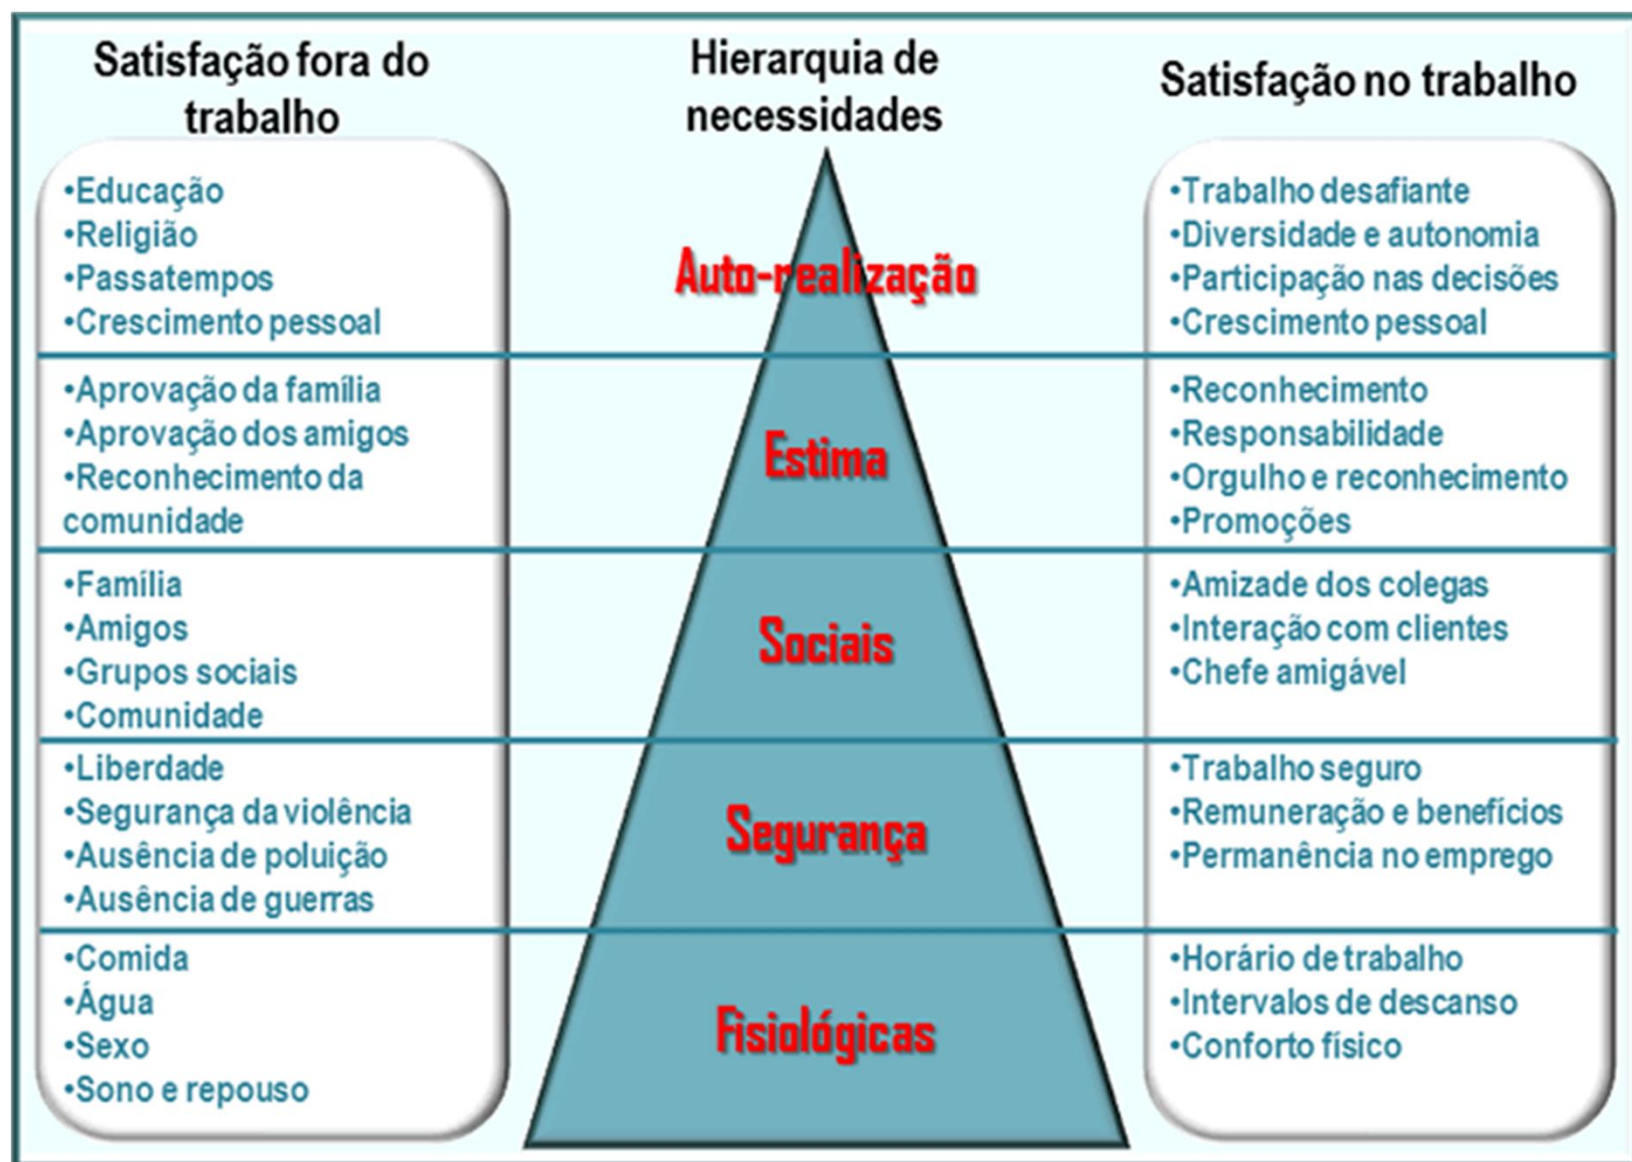 Satisfação fora do
trabalho
Hierarquia de
necessidades
Satisfação no trabalho
•Educação
•Religião
•Passatempos
•Crescimento pessoal
Auto-realização
•Trabalho desafiante
•Diversidade e autonomia
•Participação nas decisões
•Crescimento pessoal
•Aprovação da família
•Aprovação dos amigos
•Reconhecimento da
comunidade
Estima
•Reconhecimento
•Responsabilidade
•Orgulho e reconhecimento
•Promoções
•Família
•Amigos
•Grupos sociais
•Comunidade
Sociais
•Amizade dos colegas
•Interação com clientes
•Chefe amigável
•Liberdade
•Segurança da violência
•Ausência de poluição
•Ausência de guerras
Segurança
•Trabalho seguro
•Remuneração e benefícios
•Permanência no emprego
•Comida
•Água
•Sexo
•Sono e repouso
Fisiológicas
•Horário de trabalho
•Intervalos de descanso
•Conforto físico